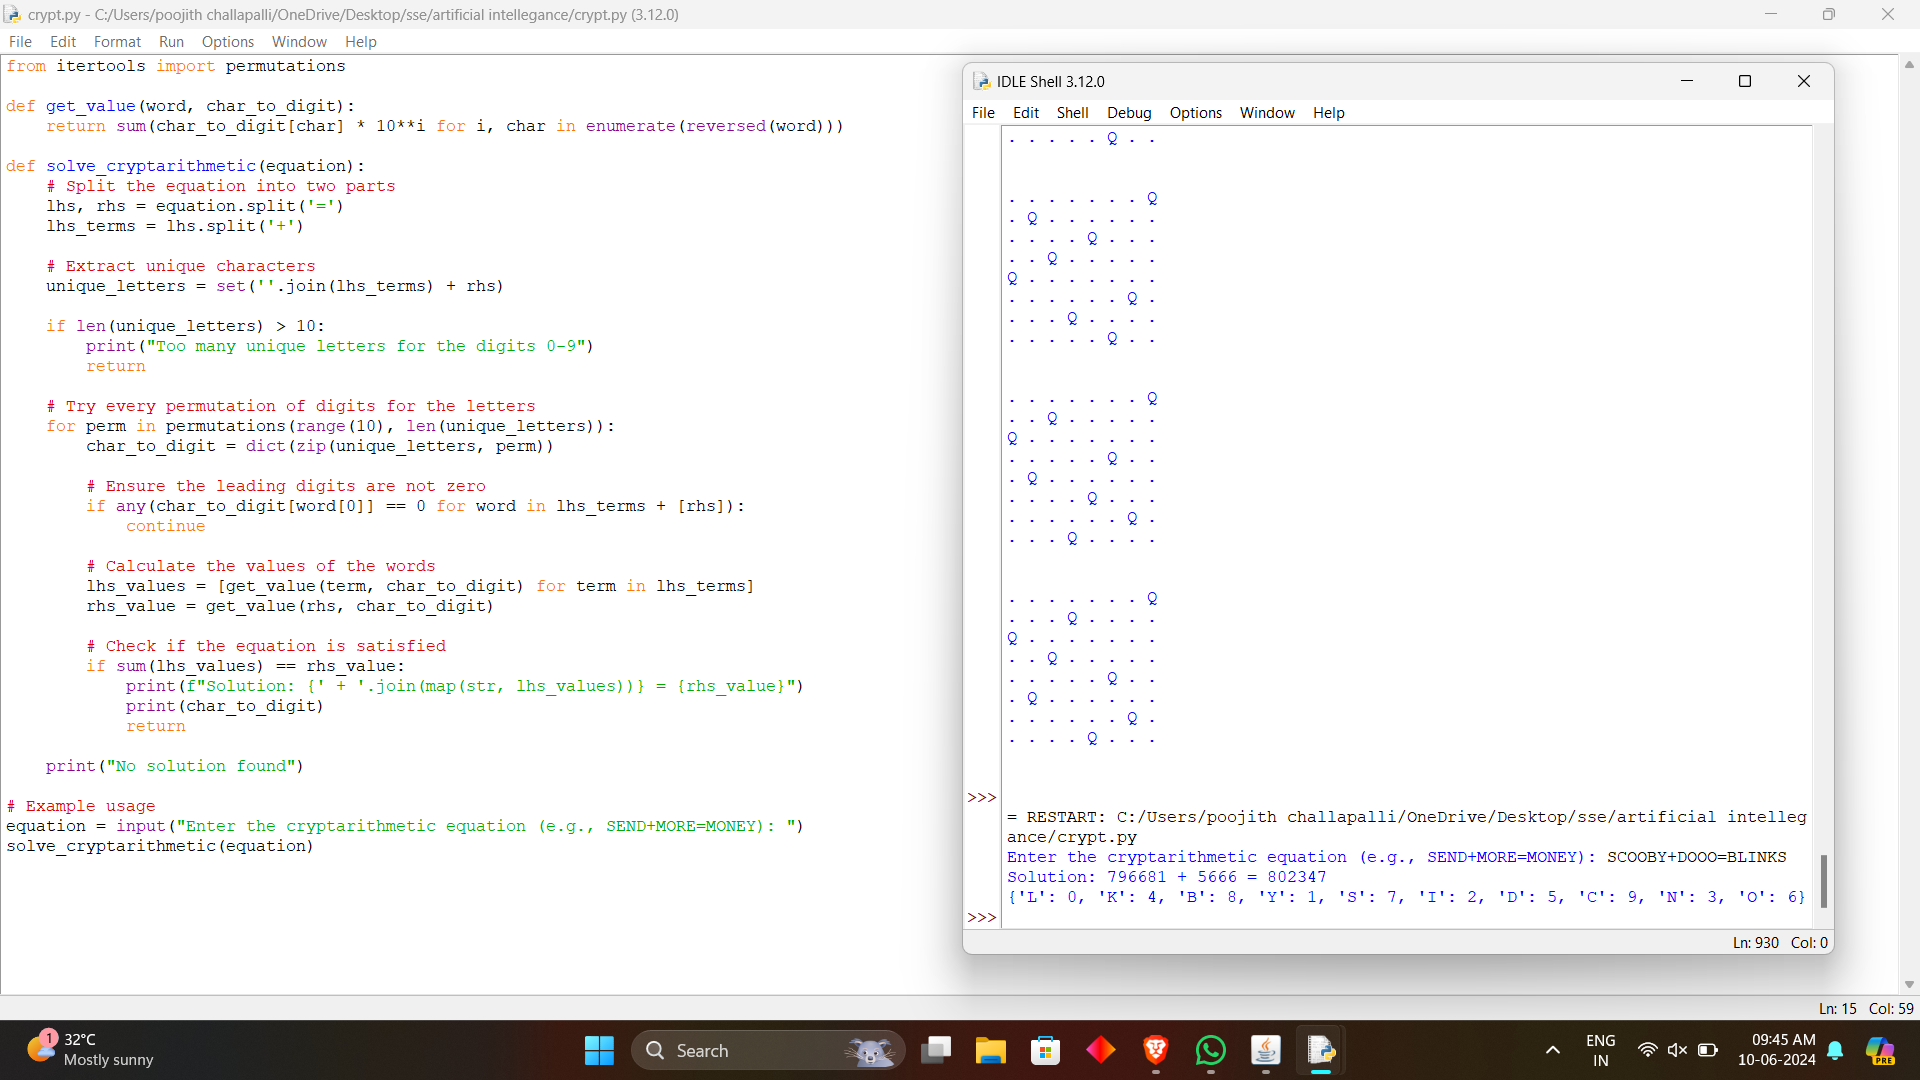 crypt.py - C:/Users/poojith challapalli/OneDrive/Desktop/sse/artificial intellegance/crypt.py (3.12.0)
File Edit Format Run Options Window Help
from itertools import permutations
def get_value(word, char_to_digit):
    return sum(char_to_digit[char] * 10**i for i, char in enumerate(reversed(word)))
def solve_cryptarithmetic(equation):
    # Split the equation into two parts
    lhs, rhs = equation.split('=')
    lhs_terms = lhs.split('+')
    # Extract unique characters
    unique_letters = set(''.join(lhs_terms) + rhs)
    if len(unique_letters) > 10:
        print("Too many unique letters for the digits 0-9")
        return
    # Try every permutation of digits for the letters
    for perm in permutations(range(10), len(unique_letters)):
        char_to_digit = dict(zip(unique_letters, perm))
        # Ensure the leading digits are not zero
        if any(char_to_digit[word[0]] == 0 for word in lhs_terms + [rhs]):
            continue
        # Calculate the values of the words
        lhs_values = [get_value(term, char_to_digit) for term in lhs_terms]
        rhs_value = get_value(rhs, char_to_digit)
        # Check if the equation is satisfied
        if sum(lhs_values) == rhs_value:
            print(f"Solution: {' + '.join(map(str, lhs_values))} = {rhs_value}")
            print(char_to_digit)
            return
    print("No solution found")
# Example usage
equation = input("Enter the cryptarithmetic equation (e.g., SEND+MORE=MONEY): ")
solve_cryptarithmetic(equation)
IDLE Shell 3.12.0
File Edit Shell Debug Options Window Help
. . . . . Q . .
. . . . . . . Q
. Q . . . . . .
. . . . Q . . .
. . Q . . . . .
Q . . . . . . .
. . . . . . Q .
. . . Q . . . .
. . . . . Q . .
. . . . . . . Q
. . Q . . . . .
Q . . . . . . .
. . . . . Q . .
. Q . . . . . .
. . . . Q . . .
. . . . . . Q .
. . . Q . . . .
. . . . . . . Q
. . . Q . . . .
Q . . . . . . .
. . Q . . . . .
. . . . . Q . .
. Q . . . . . .
. . . . . . Q .
. . . . Q . . .
>>>
= RESTART: C:/Users/poojith challapalli/OneDrive/Desktop/sse/artificial intelleg
ance/crypt.py
Enter the cryptarithmetic equation (e.g., SEND+MORE=MONEY): SCOOBY+DOOO=BLINKS
Solution: 796681 + 5666 = 802347
{'L': 0, 'K': 4, 'B': 8, 'Y': 1, 'S': 7, 'I': 2, 'D': 5, 'C': 9, 'N': 3, 'O': 6}
>>>
Ln: 930 Col: 0
Ln: 15 Col: 59
1
32°C
Mostly sunny
Search
ENG
IN
09:45 AM
10-06-2024
PRE